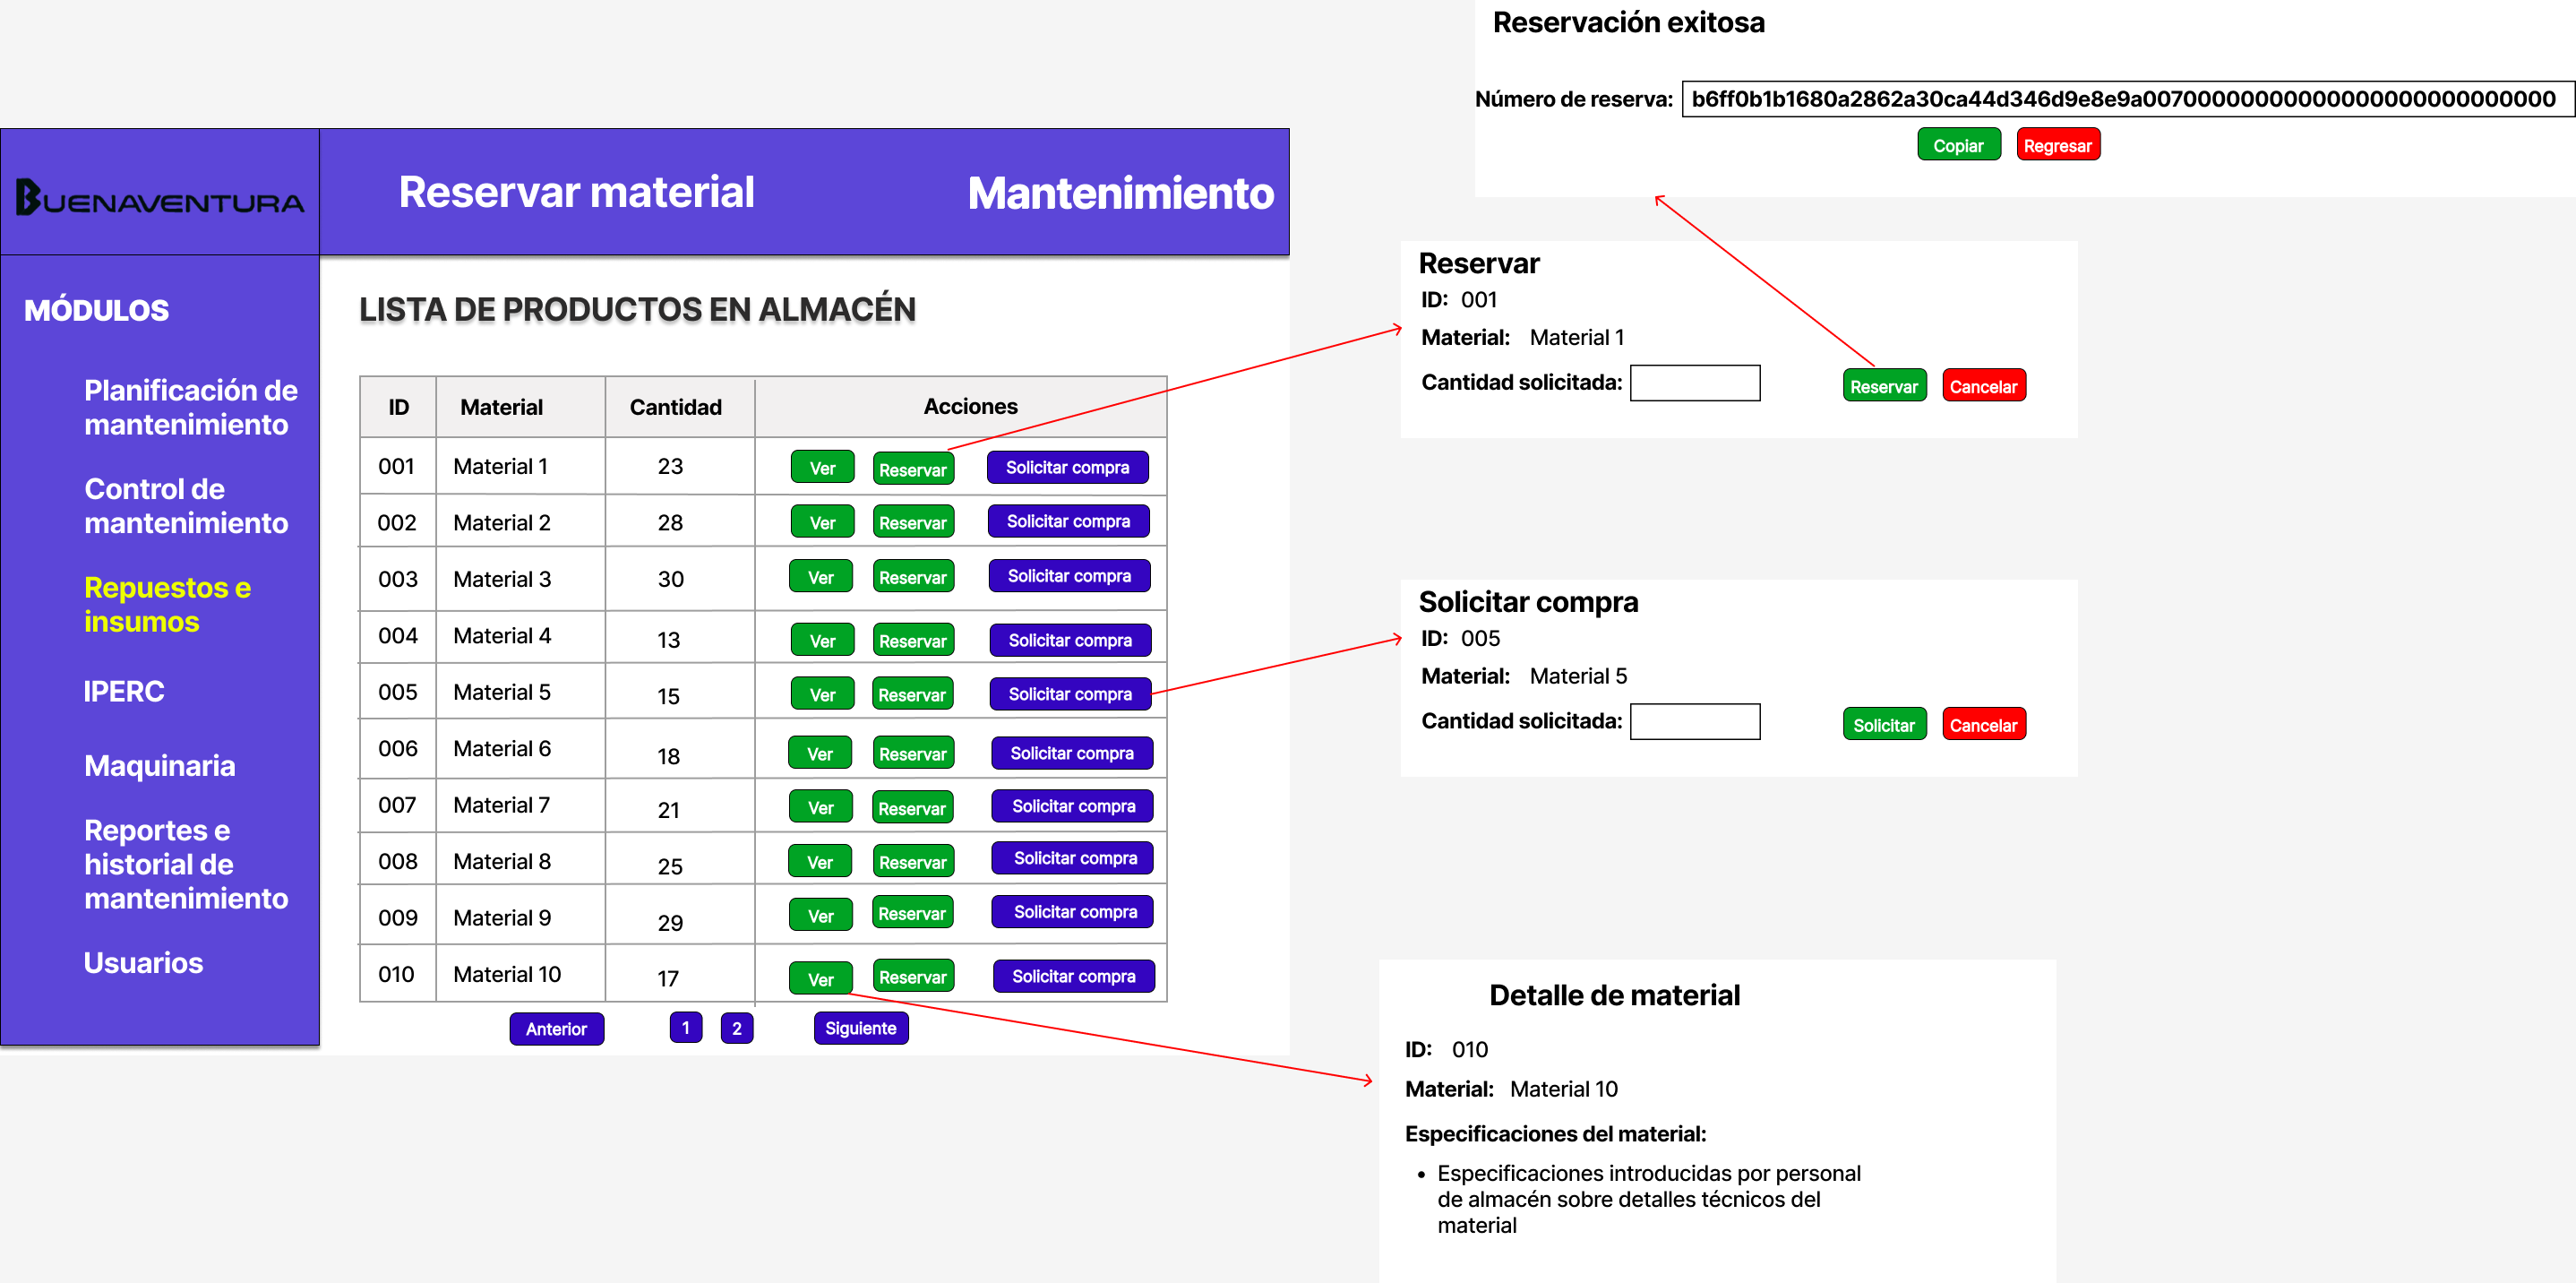 Reservación exitosa
Número de reserva: b6ff0b1b1680a2862a30ca44d346d9e8e9a00700000000000000000000000000
Copiar Regresar
BUENAVENTURA
Reservar material
Mantenimiento
MÓDULOS
Planificación de
mantenimiento
Control de
mantenimiento
Repuestos e
insumos
IPERC
Maquinaria
Reportes e
historial de
mantenimiento
Usuarios
LISTA DE PRODUCTOS EN ALMACÉN
ID Material Cantidad Acciones
001 Material 1 23 Ver Reservar Solicitar compra
002 Material 2 28 Ver Reservar Solicitar compra
003 Material 3 30 Ver Reservar Solicitar compra
004 Material 4 13 Ver Reservar Solicitar compra
005 Material 5 15 Ver Reservar Solicitar compra
006 Material 6 18 Ver Reservar Solicitar compra
007 Material 7 21 Ver Reservar Solicitar compra
008 Material 8 25 Ver Reservar Solicitar compra
009 Material 9 29 Ver Reservar Solicitar compra
010 Material 10 17 Ver Reservar Solicitar compra
Anterior 1 2 Siguiente
Reservar
ID: 001
Material: Material 1
Cantidad solicitada: Reservar Cancelar
Solicitar compra
ID: 005
Material: Material 5
Cantidad solicitada: Solicitar Cancelar
Detalle de material
ID: 010
Material: Material 10
Especificaciones del material:
• Especificaciones introducidas por personal
de almacén sobre detalles técnicos del
material